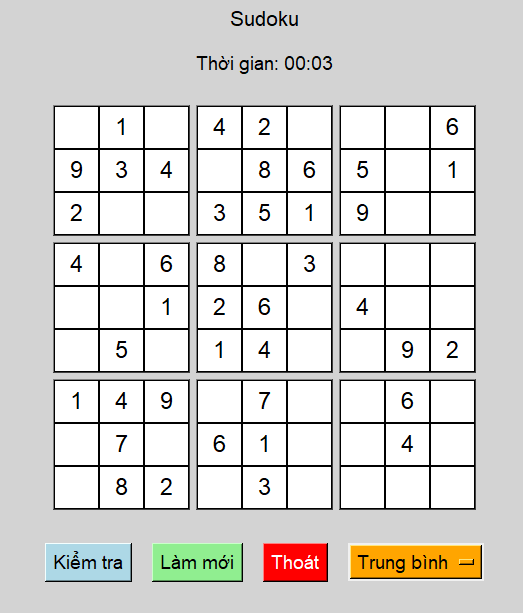 Sudoku
Thời gian: 00:03
1 4 2 6
9 3 4 8 6 5 1
2 3 5 1 9
4 6 8 3
1 2 6 4
5 1 4 9 2
1 4 9 7 6
7 6 1 4
8 2 3
Kiểm tra Làm mới Thoát Trung bình